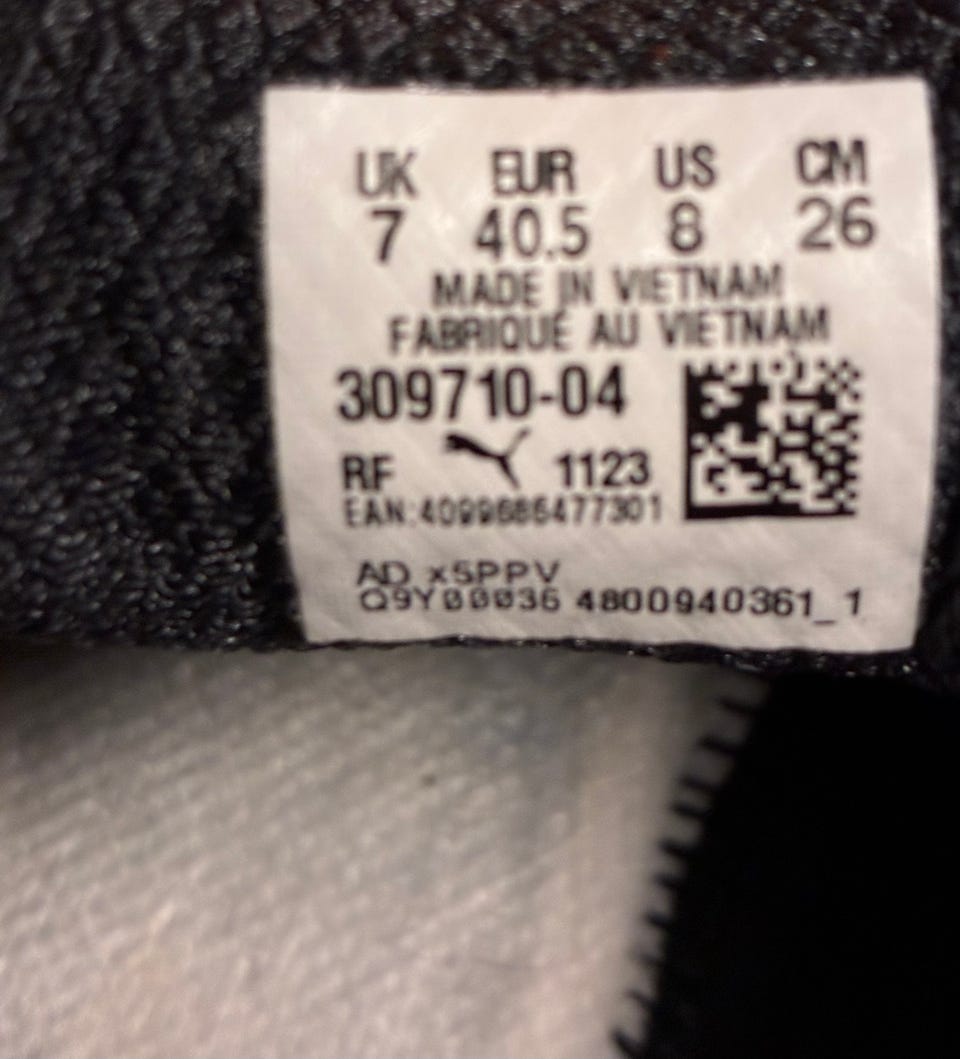 UK EUR US CM
7 40.5 8 26
MADE IN VIETNAM
FABRIQUÉ AU VIETNAM
309710-04
RF 1123
EAN:4099686477301
AD x5PPV
Q9Y00036 4800940361_1